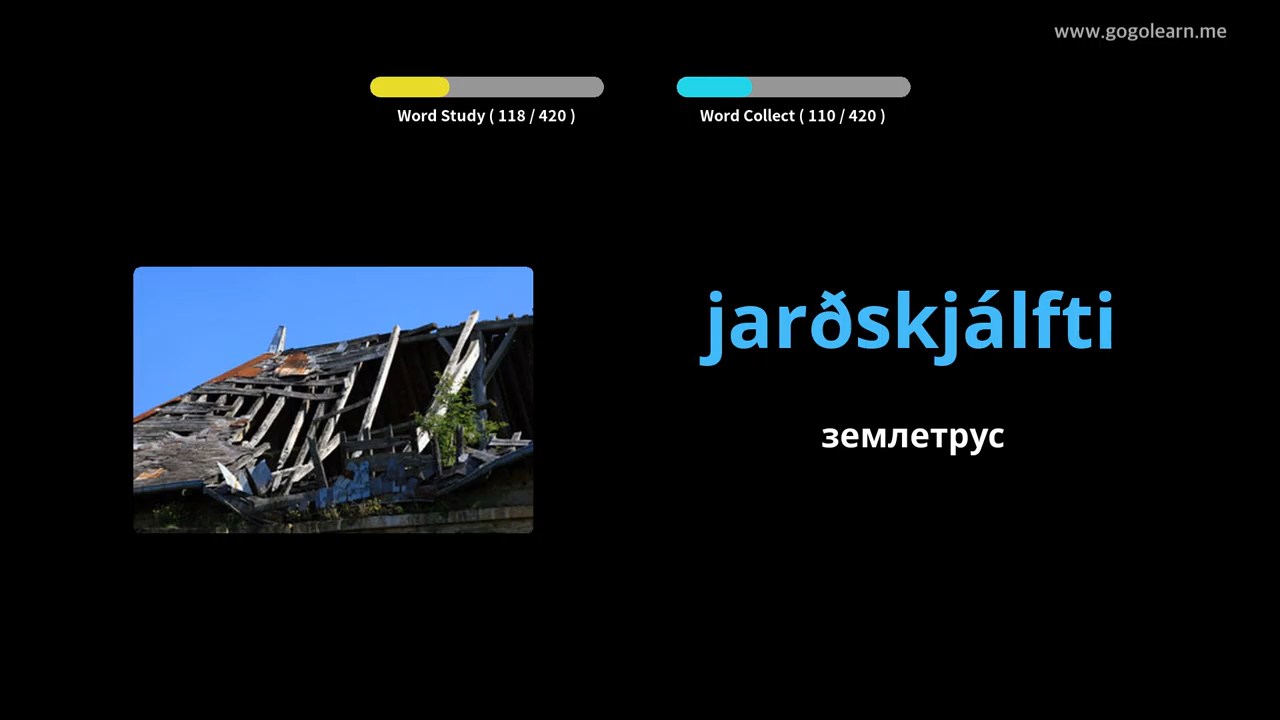 www.gogolearn.me
Word Study ( 118 / 420 )
Word Collect ( 110 / 420 )
jarðskjálfti
землетрус